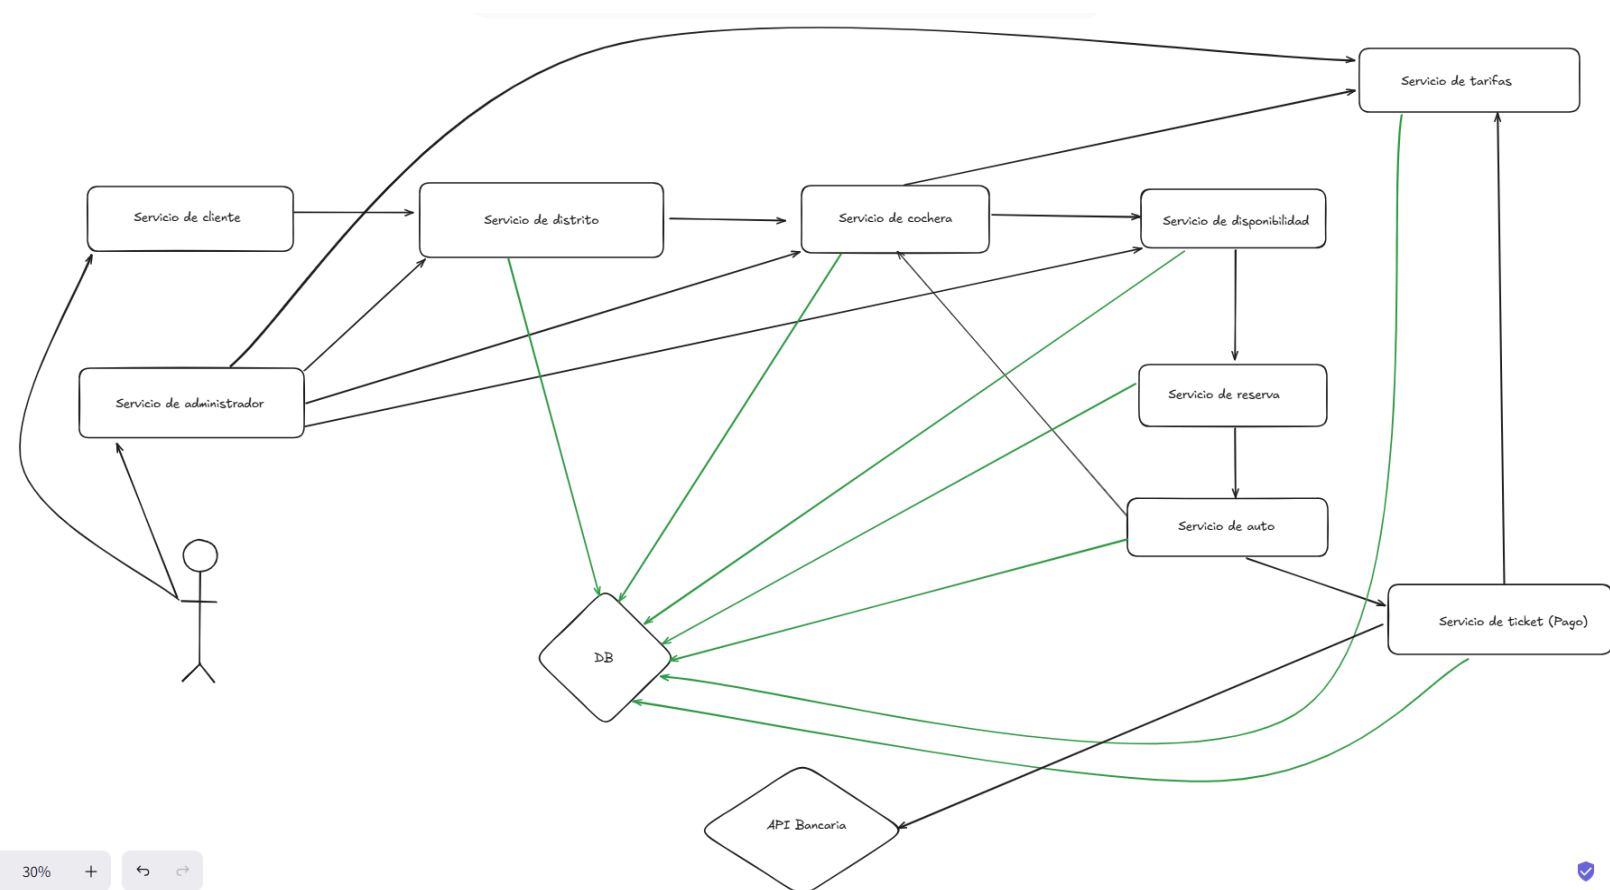 Servicio de tarifas
Servicio de cliente
Servicio de distrito
Servicio de cochera
Servicio de disponibilidad
Servicio de administrador
Servicio de reserva
Servicio de auto
Servicio de ticket (Pago)
DB
API Bancaria
30%